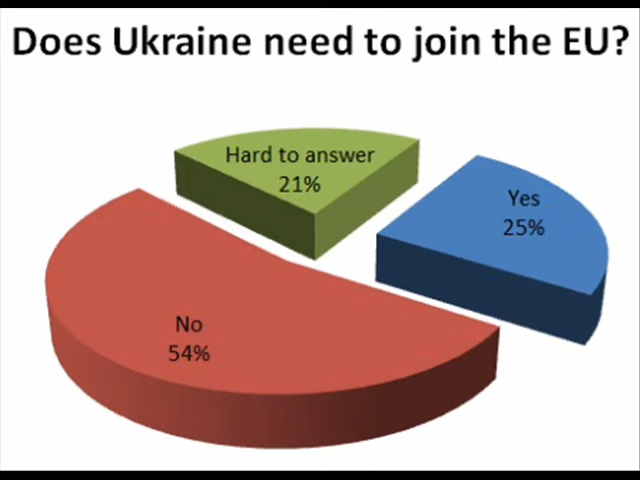 Does Ukraine need to join the EU?
Hard to answer
21%
Yes
25%
No
54%